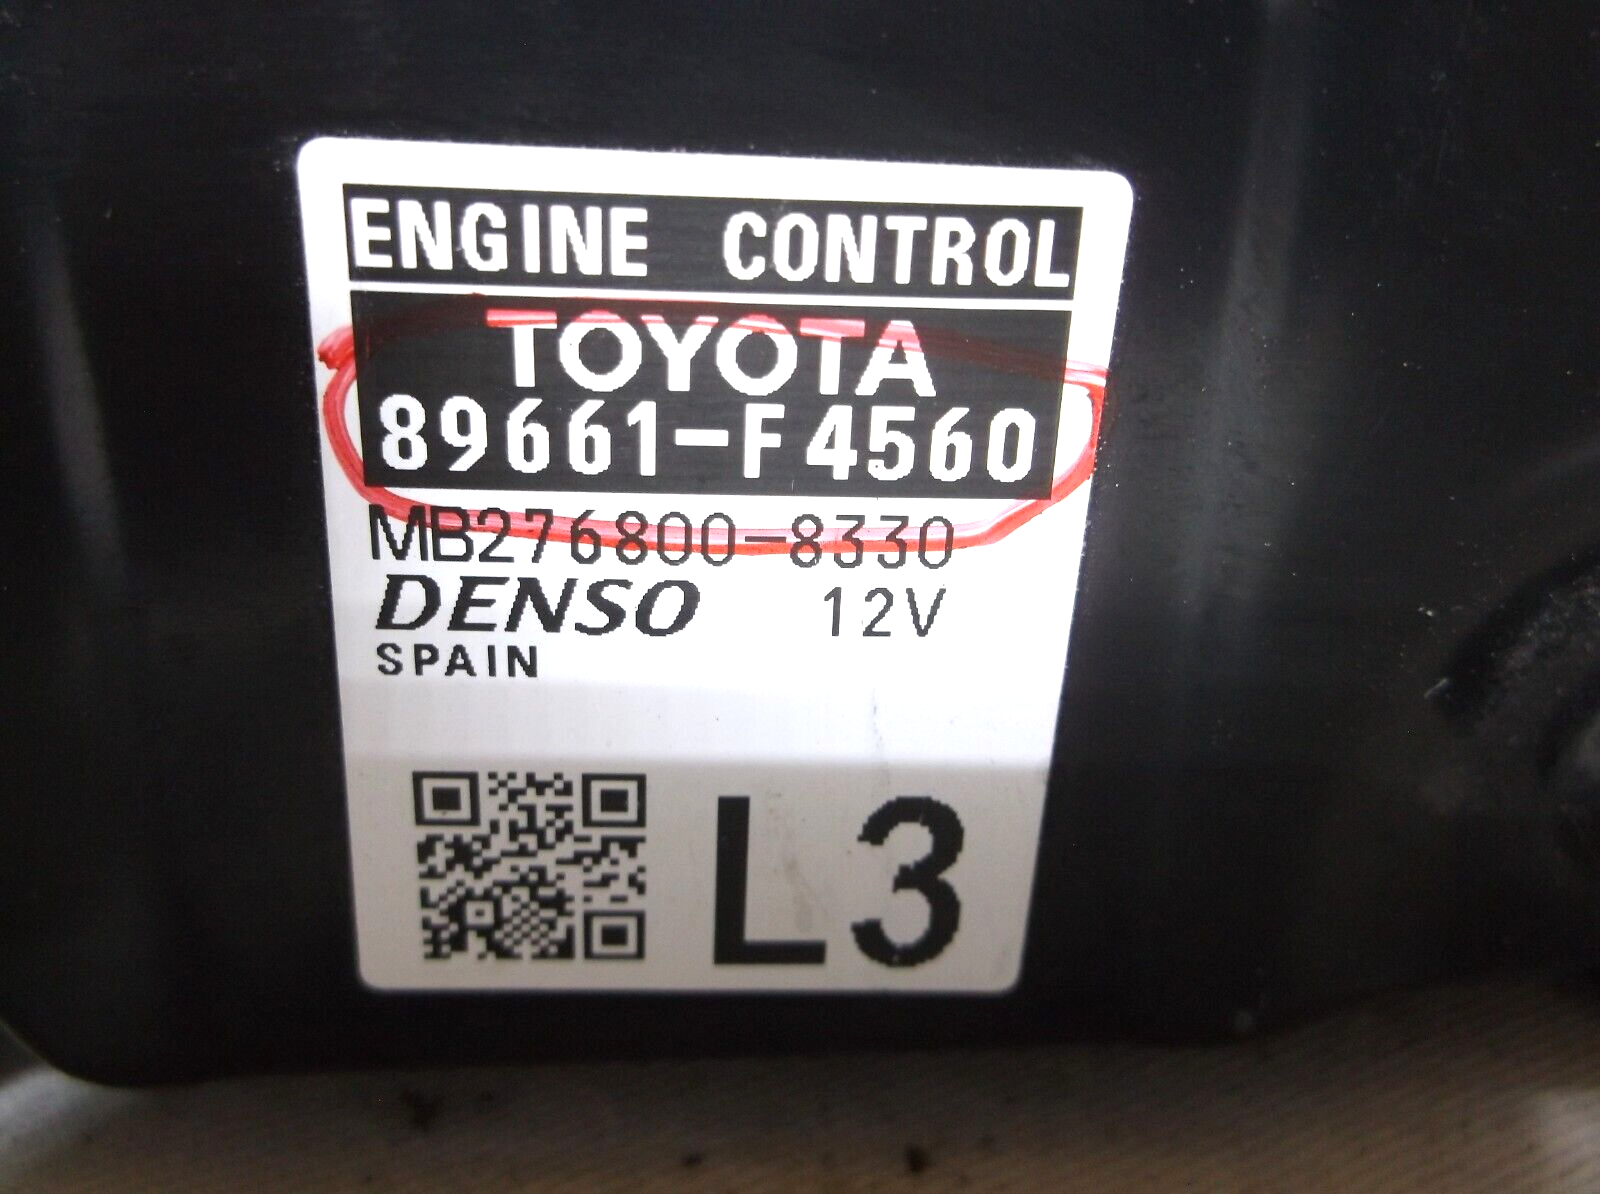 ENGINE CONTROL
TOYOTA
89661-F4560
MB276800-8330
DENSO 12V
SPAIN
L3